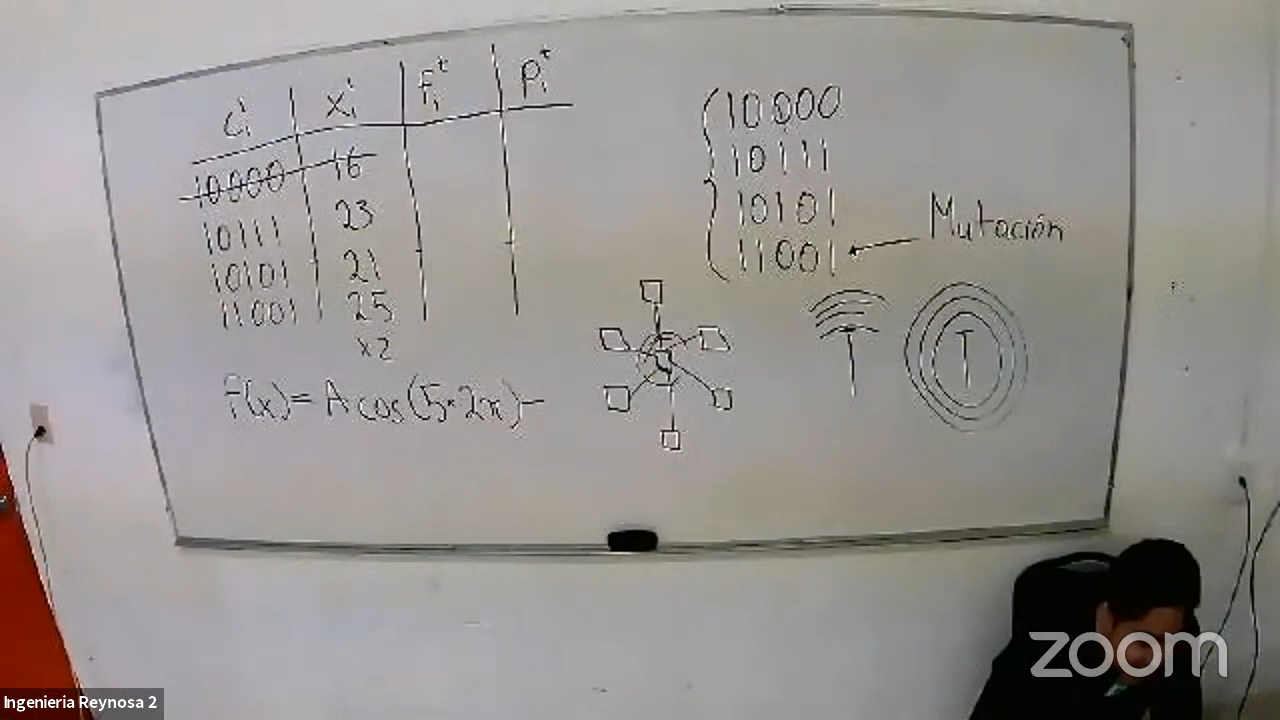 Ci Xi fi^t Pi^t
10000 16
10111 23
10101 21
11001 25
x2
f(x)= A cos(5·2x)-
10000
10111
10101
11001
Mutación
zoom
Ingenieria Reynosa 2